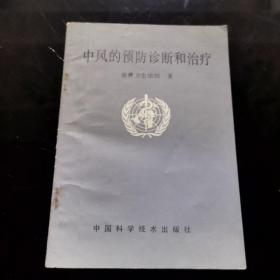 中风的预防诊断和治疗
世界卫生组织 著
中国科学技术出版社